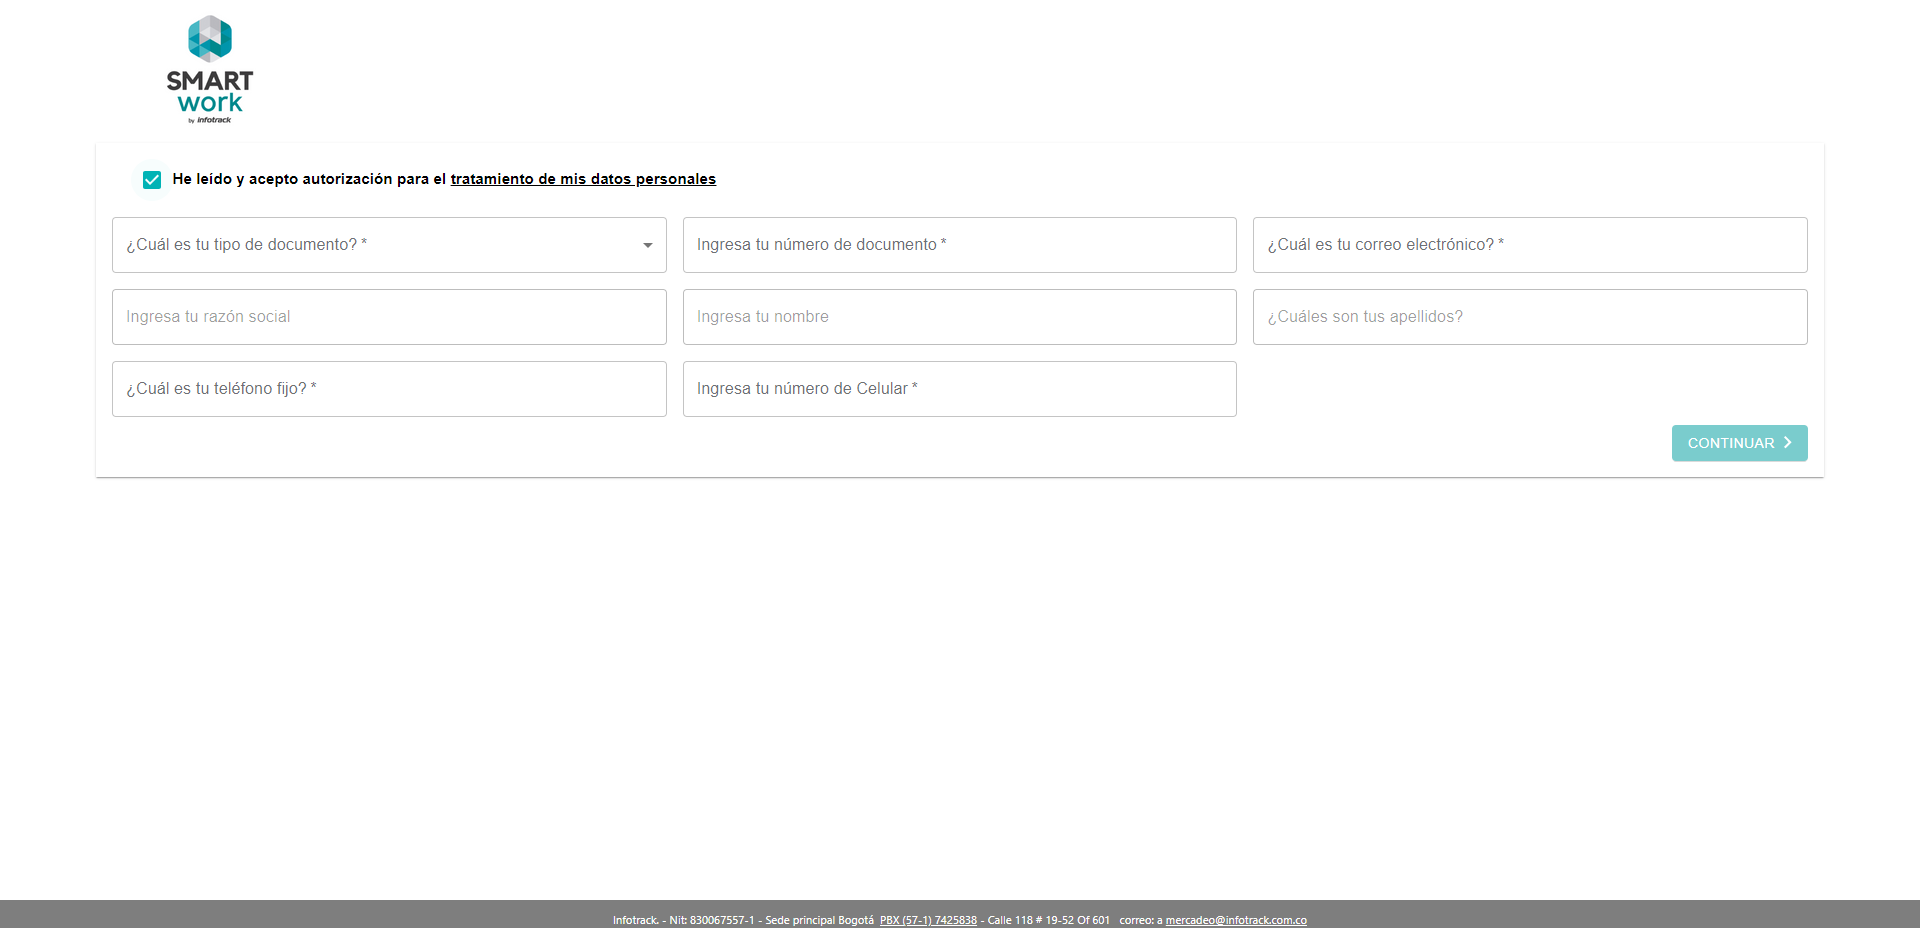 SMART
work
by infotrack
He leído y acepto autorización para el tratamiento de mis datos personales
¿Cuál es tu tipo de documento? *
Ingresa tu número de documento *
¿Cuál es tu correo electrónico? *
Ingresa tu razón social
Ingresa tu nombre
¿Cuáles son tus apellidos?
¿Cuál es tu teléfono fijo? *
Ingresa tu número de Celular *
CONTINUAR
Infotrack. - Nit: 830067557-1 - Sede principal Bogotá PBX (57-1) 7425838 - Calle 118 # 19-52 Of 601 correo: a mercadeo@infotrack.com.co